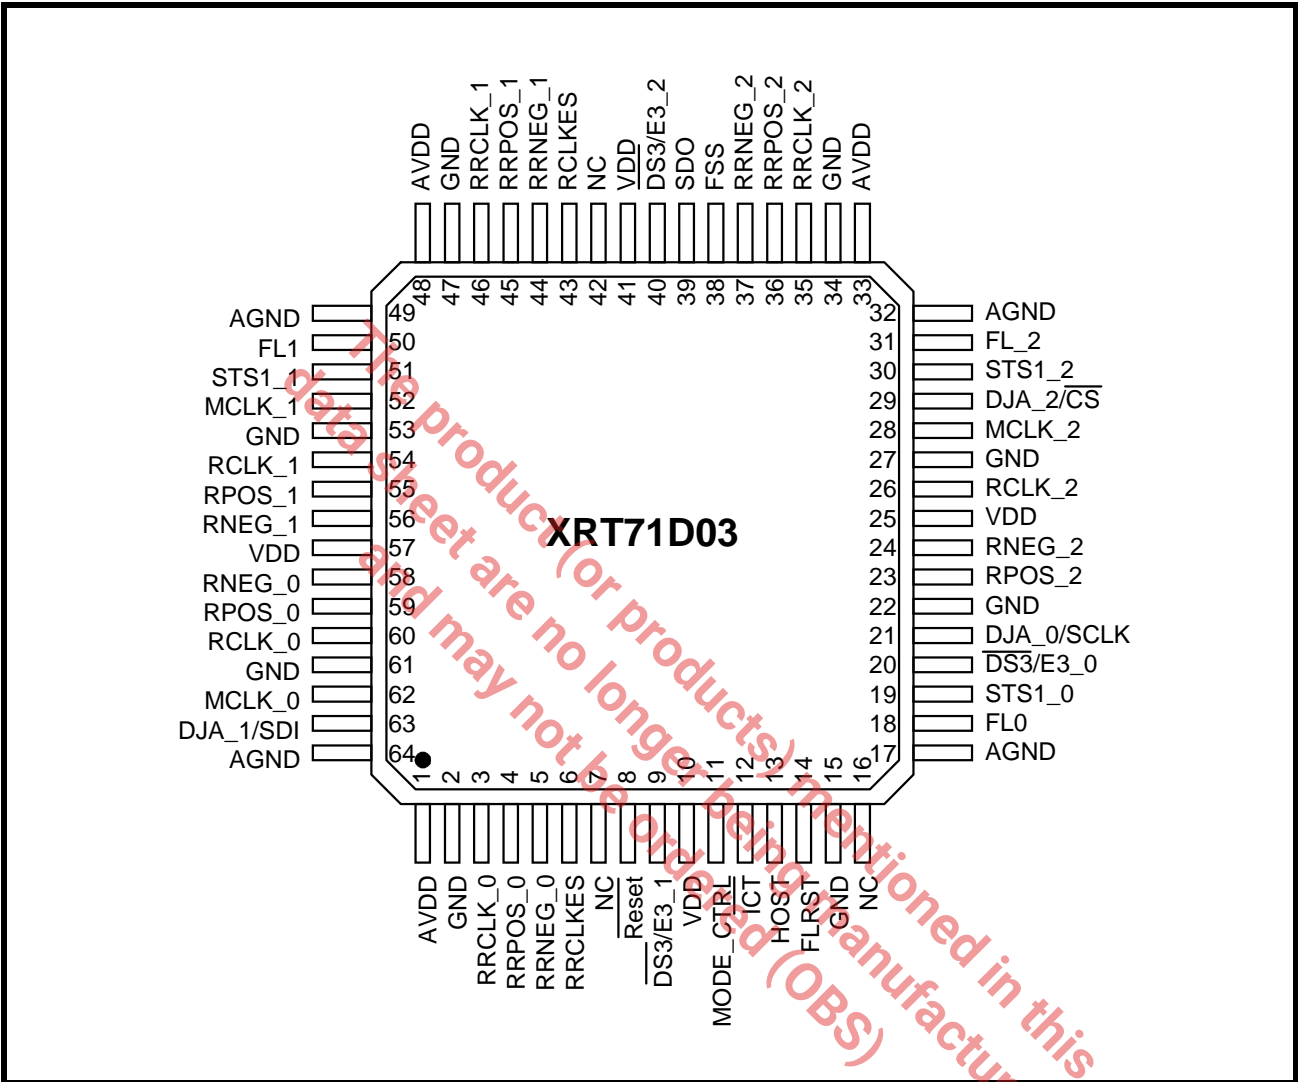 AVDD
GND
RRCLK_1
RRPOS_1
RRNEG_1
RCLKES
NC
VDD
D̅S̅3̅/E3_2
SDO
FSS
RRNEG_2
RRPOS_2
RRCLK_2
GND
AVDD
48
47
46
45
44
43
42
41
40
39
38
37
36
35
34
33
AGND 49
FL1 50
STS1_1 51
MCLK_1 52
GND 53
RCLK_1 54
RPOS_1 55
RNEG_1 56
VDD 57
RNEG_0 58
RPOS_0 59
RCLK_0 60
GND 61
MCLK_0 62
DJA_1/SDI 63
AGND 64
XRT71D03
32 AGND
31 FL_2
30 STS1_2
29 DJA_2/C̅S̅
28 MCLK_2
27 GND
26 RCLK_2
25 VDD
24 RNEG_2
23 RPOS_2
22 GND
21 DJA_0/SCLK
20 D̅S̅3̅/E3_0
19 STS1_0
18 FL0
17 AGND
1
2
3
4
5
6
7
8
9
10
11
12
13
14
15
16
AVDD
GND
RRCLK_0
RRPOS_0
RRNEG_0
RRCLKES
NC
R̅e̅s̅e̅t̅
D̅S̅3̅/E3_1
VDD
MODE_CTRL
I̅C̅T̅
HOST
FLRST
GND
NC
The product (or products) mentioned in this
data sheet are no longer being manufactur
and may not be ordered (OBS)